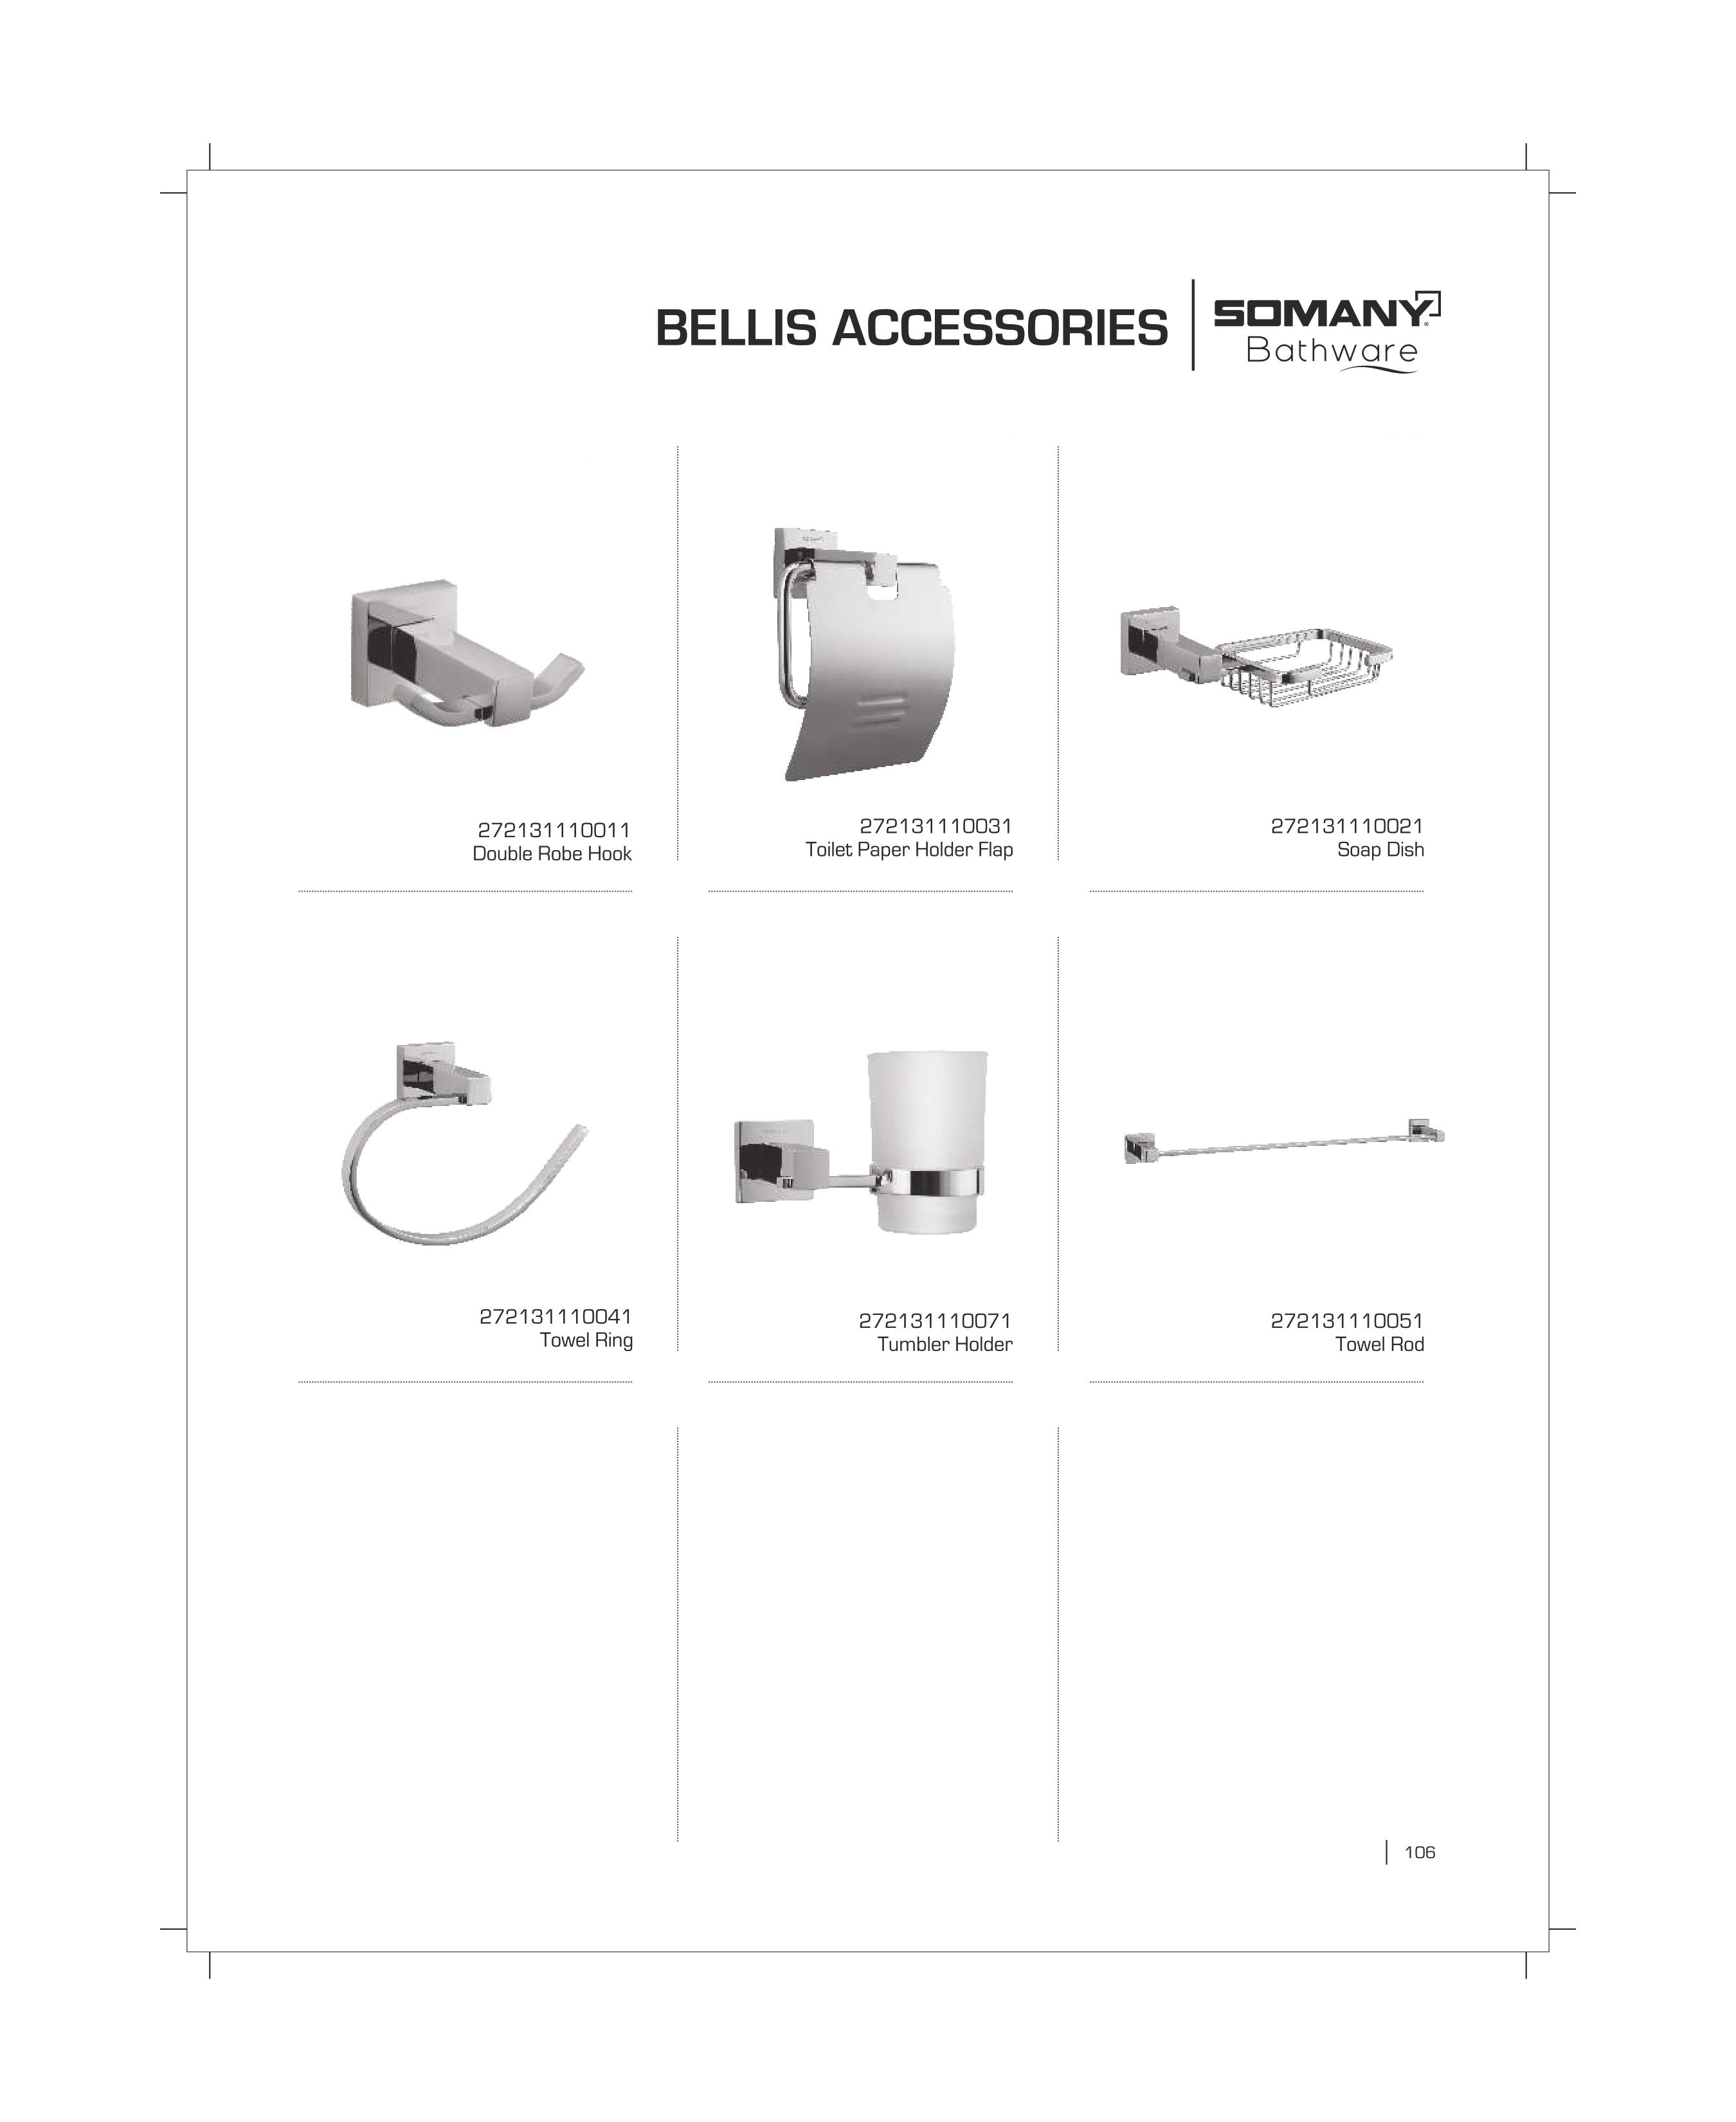 BELLIS ACCESSORIES
SOMANY
Bathware
272131110011
Double Robe Hook
272131110031
Toilet Paper Holder Flap
272131110021
Soap Dish
272131110041
Towel Ring
272131110071
Tumbler Holder
272131110051
Towel Rod
106